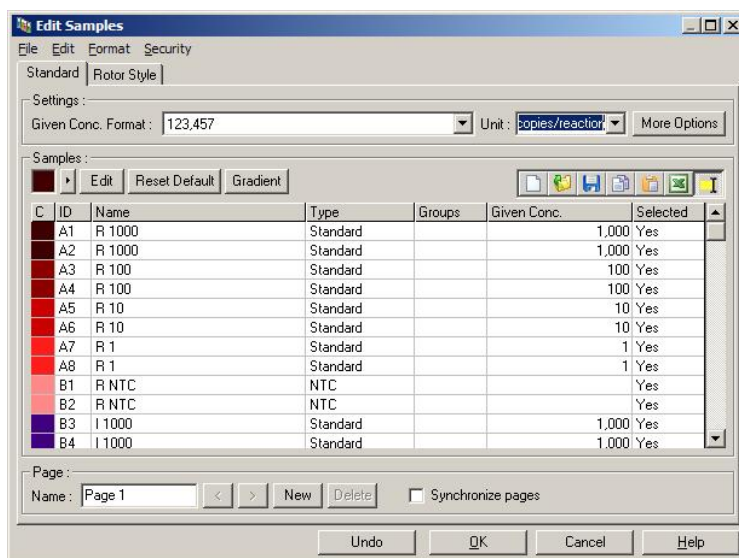 Edit Samples
File Edit Format Security
Standard Rotor Style
Settings :
Given Conc. Format : 123,457 Unit : copies/reaction More Options
Samples :
Edit Reset Default Gradient
C ID Name Type Groups Given Conc. Selected
A1 R 1000 Standard 1,000 Yes
A2 R 1000 Standard 1,000 Yes
A3 R 100 Standard 100 Yes
A4 R 100 Standard 100 Yes
A5 R 10 Standard 10 Yes
A6 R 10 Standard 10 Yes
A7 R 1 Standard 1 Yes
A8 R 1 Standard 1 Yes
B1 R NTC NTC Yes
B2 R NTC NTC Yes
B3 I 1000 Standard 1,000 Yes
B4 I 1000 Standard 1,000 Yes
Page :
Name : Page 1 < > New Delete Synchronize pages
Undo OK Cancel Help